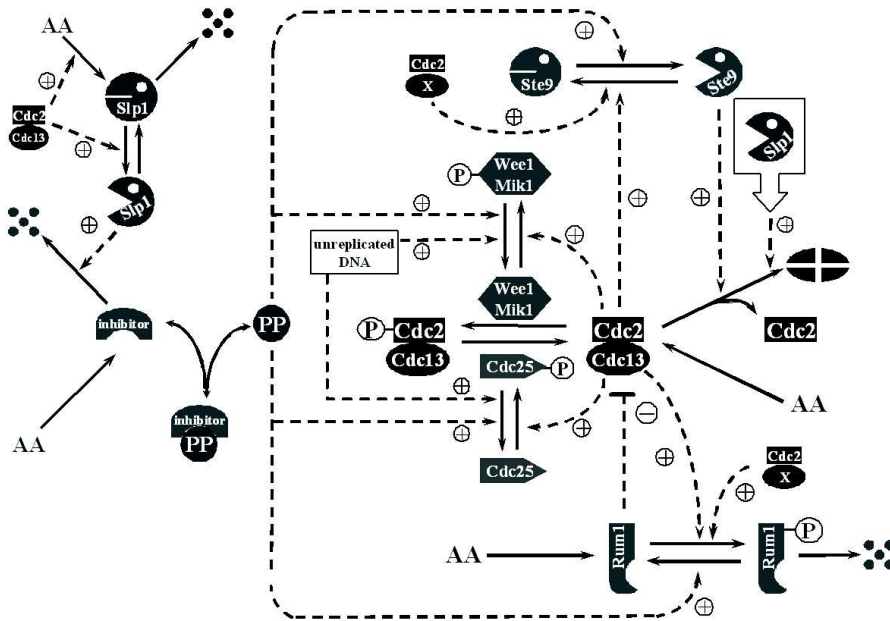 AA
Slp1
Cdc2
Cdc13
Slp1
inhibitor
AA
inhibitor
PP
PP
Cdc2
X
Ste9
Ste9
Slp1
P
Wee1
Mik1
unreplicated
DNA
Wee1
Mik1
P
Cdc2
Cdc13
Cdc2
Cdc13
Cdc25
P
Cdc25
Cdc2
AA
Cdc2
X
AA
Rum1
Rum1
P